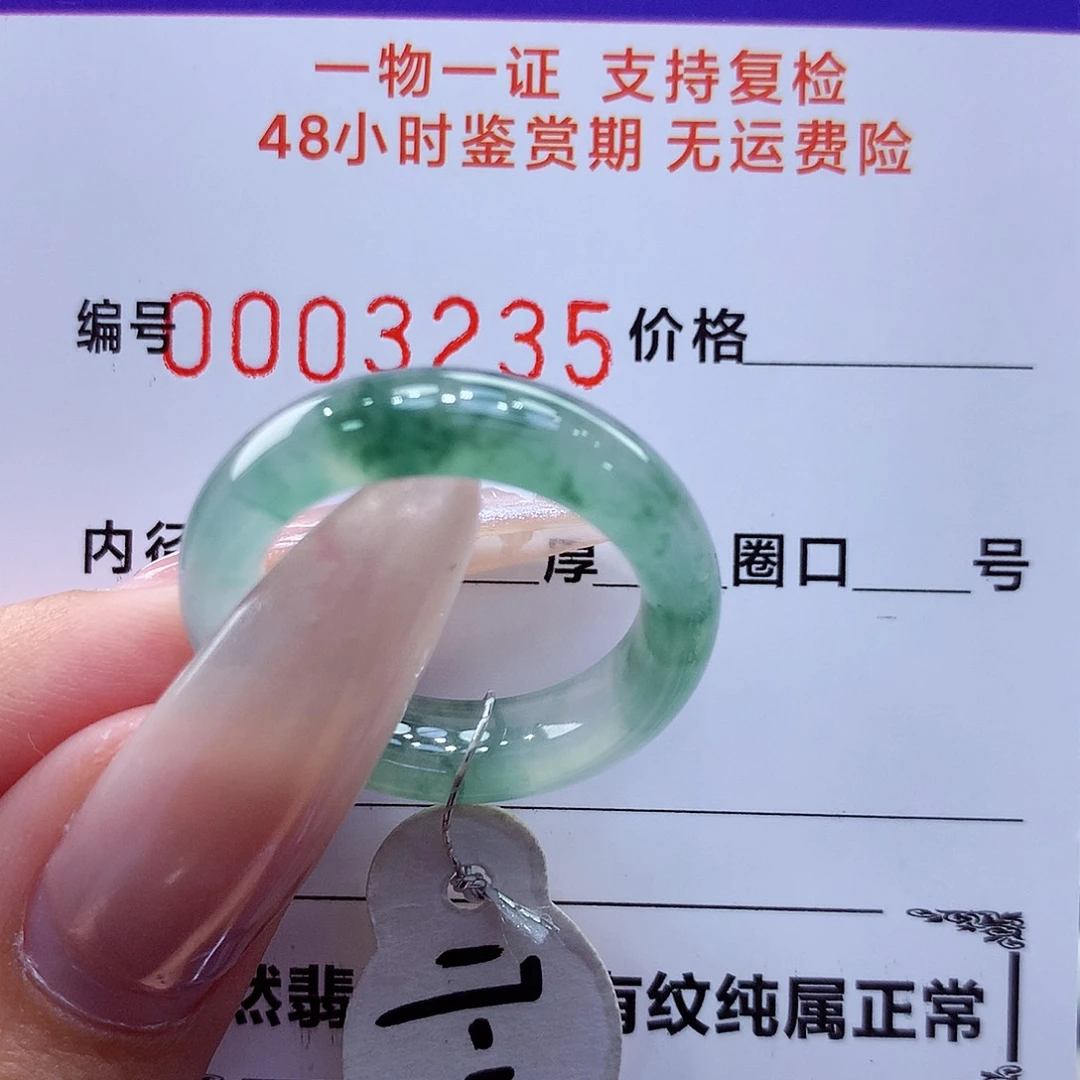 一物一证 支持复检
48小时鉴赏期 无运费险
编号0003235 价格
内径 厚 圈口 号
然翡 有纹纯属正常